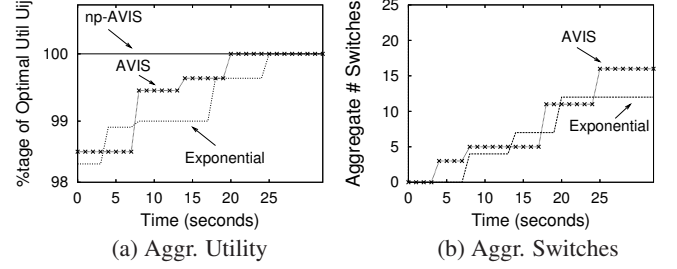 %tage of Optimal Util Uij
100
99
98
np-AVIS
AVIS
Exponential
0 5 10 15 20 25
Time (seconds)
(a) Aggr. Utility
Aggregate # Switches
25
20
15
10
5
0
AVIS
Exponential
0 5 10 15 20 25
Time (seconds)
(b) Aggr. Switches